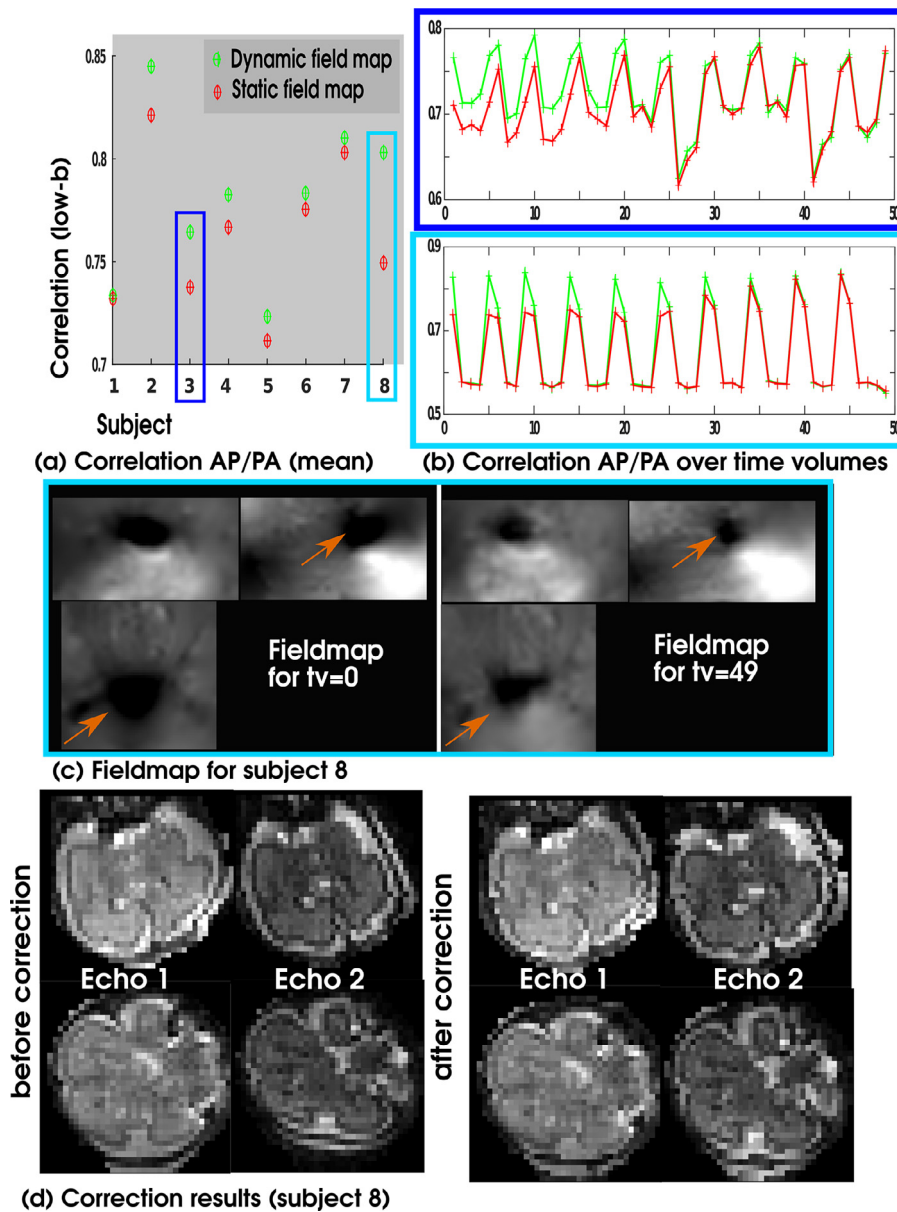 0.85
0.8
0.75
0.7
Correlation (low-b)
Dynamic field map
Static field map
1 2 3 4 5 6 7 8
Subject
(a) Correlation AP/PA (mean)
0.8
0.7
0.6
0 10 20 30 40 50
0.9
0.7
0.5
0 10 20 30 40 50
(b) Correlation AP/PA over time volumes
Fieldmap
for tv=0
Fieldmap
for tv=49
(c) Fieldmap for subject 8
before correction
Echo 1 Echo 2
after correction
Echo 1 Echo 2
(d) Correction results (subject 8)